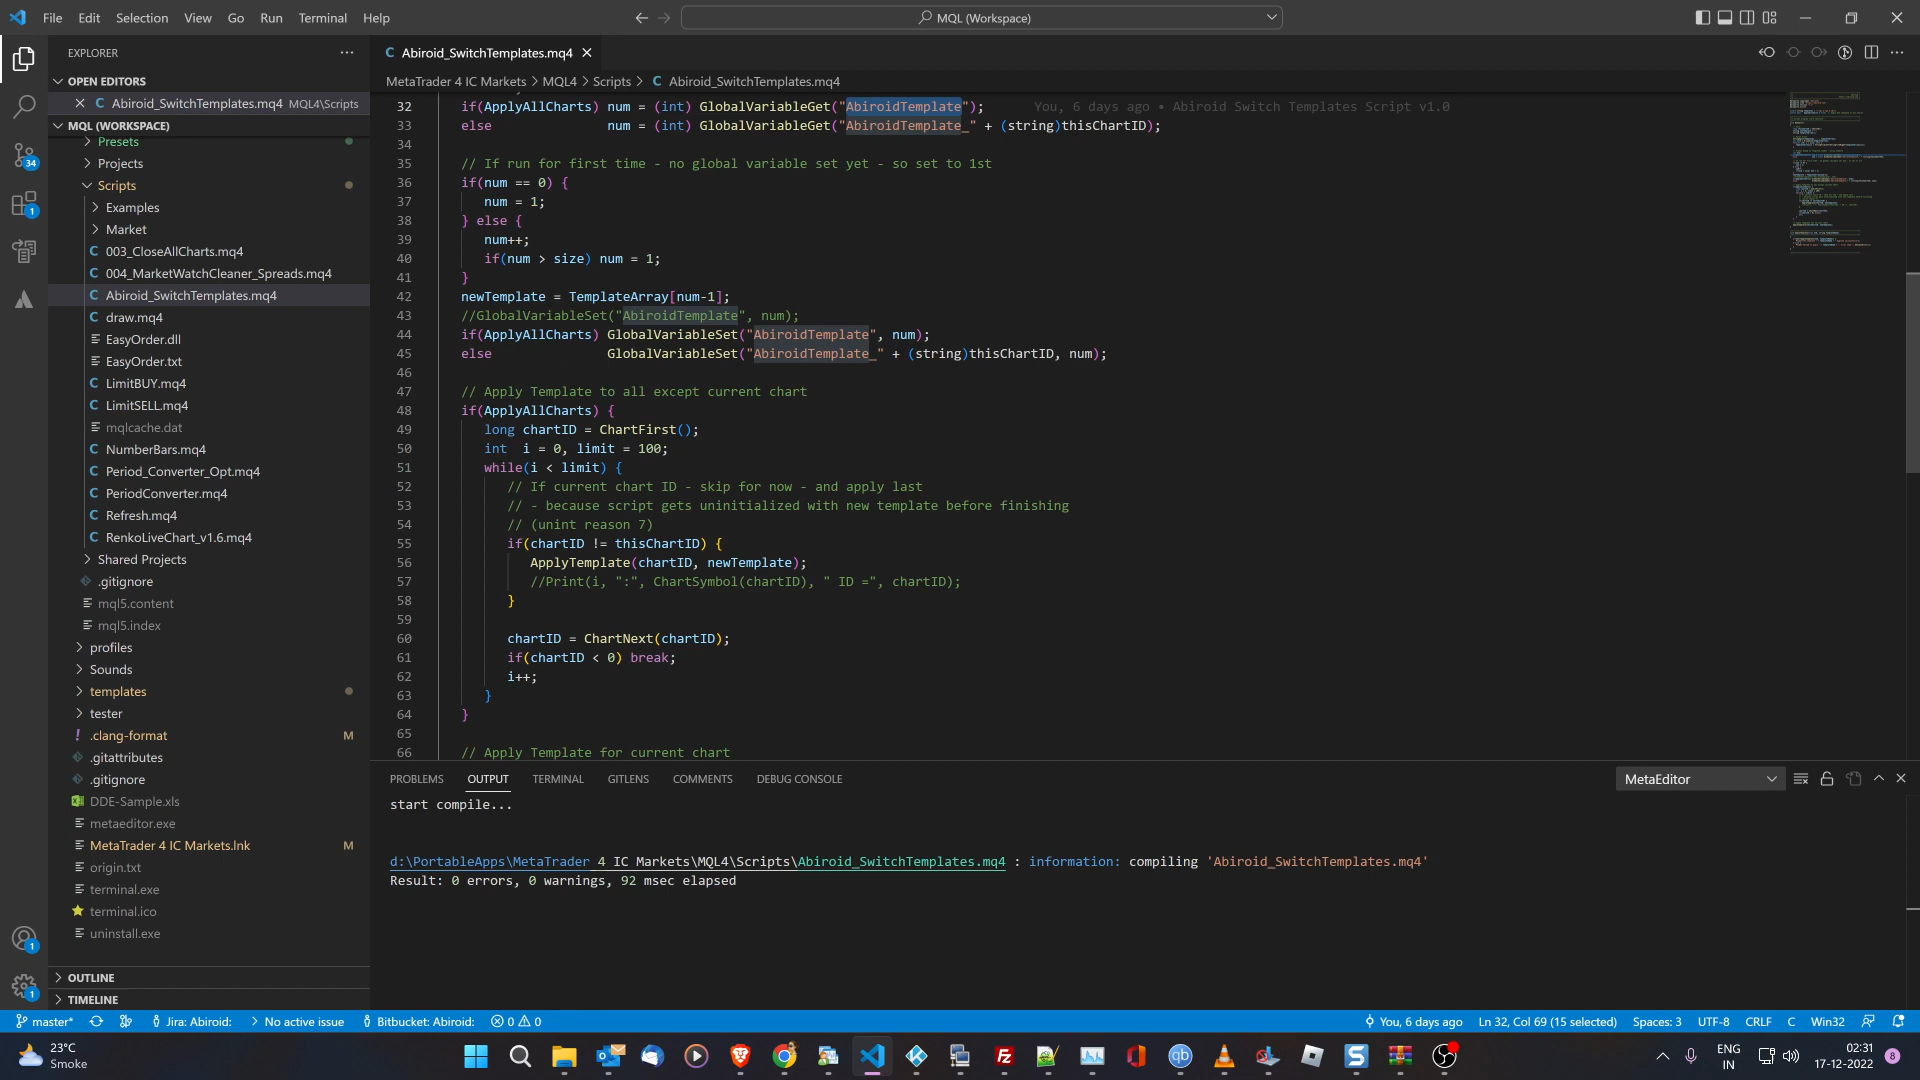 File Edit Selection View Go Run Terminal Help
MQL (Workspace)
EXPLORER
Abiroid_SwitchTemplates.mq4
OPEN EDITORS
Abiroid_SwitchTemplates.mq4 MQL4\Scripts
MQL (WORKSPACE)
Presets
Projects
Scripts
Examples
Market
003_CloseAllCharts.mq4
004_MarketWatchCleaner_Spreads.mq4
Abiroid_SwitchTemplates.mq4
draw.mq4
EasyOrder.dll
EasyOrder.txt
LimitBUY.mq4
LimitSELL.mq4
mqlcache.dat
NumberBars.mq4
Period_Converter_Opt.mq4
PeriodConverter.mq4
Refresh.mq4
RenkoLiveChart_v1.6.mq4
Shared Projects
.gitignore
mql5.content
mql5.index
profiles
Sounds
templates
tester
.clang-format M
.gitattributes
.gitignore
DDE-Sample.xls
metaeditor.exe
MetaTrader 4 IC Markets.lnk M
origin.txt
terminal.exe
terminal.ico
uninstall.exe
OUTLINE
TIMELINE
34
1
1
1
MetaTrader 4 IC Markets > MQL4 > Scripts > C Abiroid_SwitchTemplates.mq4
32 if(ApplyAllCharts) num = (int) GlobalVariableGet("AbiroidTemplate"); You, 6 days ago • Abiroid Switch Templates Script v1.0
33 else num = (int) GlobalVariableGet("AbiroidTemplate_" + (string)thisChartID);
34
35 // If run for first time - no global variable set yet - so set to 1st
36 if(num == 0) {
37 num = 1;
38 } else {
39 num++;
40 if(num > size) num = 1;
41 }
42 newTemplate = TemplateArray[num-1];
43 //GlobalVariableSet("AbiroidTemplate", num);
44 if(ApplyAllCharts) GlobalVariableSet("AbiroidTemplate", num);
45 else GlobalVariableSet("AbiroidTemplate_" + (string)thisChartID, num);
46
47 // Apply Template to all except current chart
48 if(ApplyAllCharts) {
49 long chartID = ChartFirst();
50 int i = 0, limit = 100;
51 while(i < limit) {
52 // If current chart ID - skip for now - and apply last
53 // - because script gets uninitialized with new template before finishing
54 // (unint reason 7)
55 if(chartID != thisChartID) {
56 ApplyTemplate(chartID, newTemplate);
57 //Print(i, ":", ChartSymbol(chartID), " ID =", chartID);
58 }
59
60 chartID = ChartNext(chartID);
61 if(chartID < 0) break;
62 i++;
63 }
64 }
65
66 // Apply Template for current chart
PROBLEMS OUTPUT TERMINAL GITLENS COMMENTS DEBUG CONSOLE
MetaEditor
start compile...
d:\PortableApps\MetaTrader 4 IC Markets\MQL4\Scripts\Abiroid_SwitchTemplates.mq4 : information: compiling 'Abiroid_SwitchTemplates.mq4'
Result: 0 errors, 0 warnings, 92 msec elapsed
master* Jira: Abiroid: No active issue Bitbucket: Abiroid: 0 0
You, 6 days ago Ln 32, Col 69 (15 selected) Spaces: 3 UTF-8 CRLF C Win32
23°C
Smoke
ENG
IN
02:31
17-12-2022
8